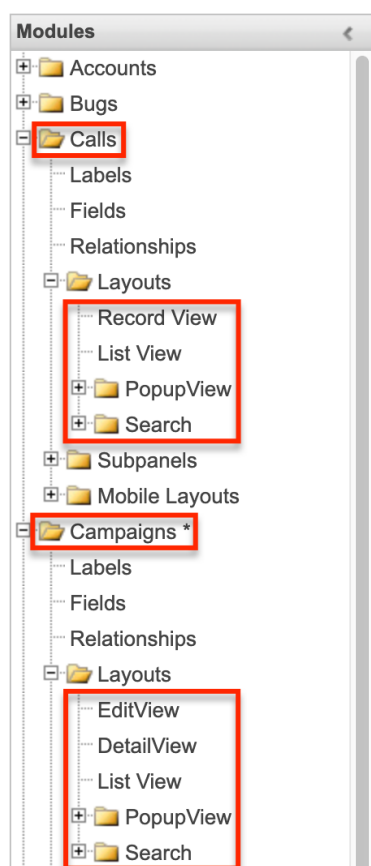 Modules
Accounts
Bugs
Calls
Labels
Fields
Relationships
Layouts
Record View
List View
PopupView
Search
Subpanels
Mobile Layouts
Campaigns *
Labels
Fields
Relationships
Layouts
EditView
DetailView
List View
PopupView
Search